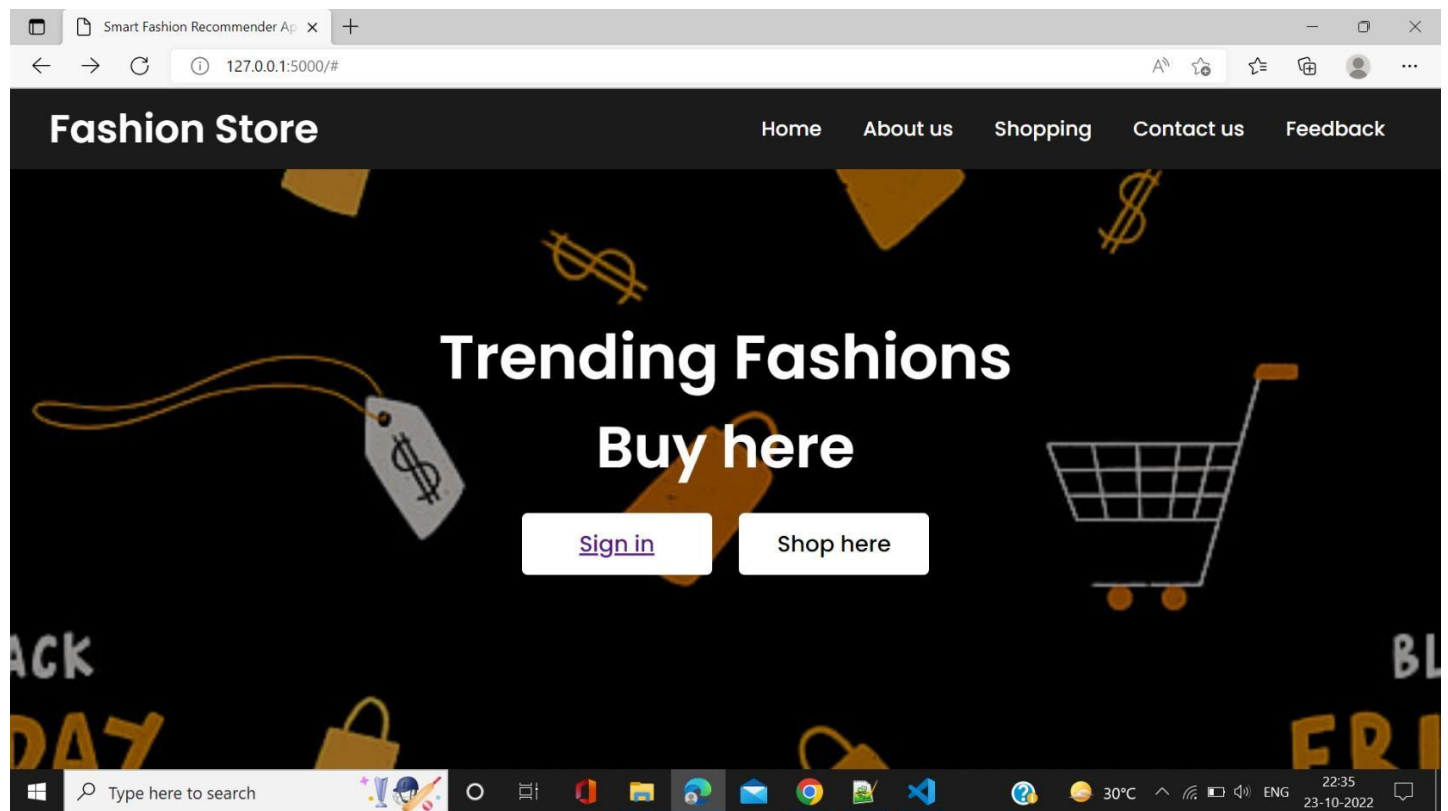 Smart Fashion Recommender Ap
127.0.0.1:5000/#
Fashion Store
Home About us Shopping Contact us Feedback
Trending Fashions
Buy here
Sign in Shop here
ACK
BL
DAY
FRI
Type here to search
30°C ENG 22:35
23-10-2022